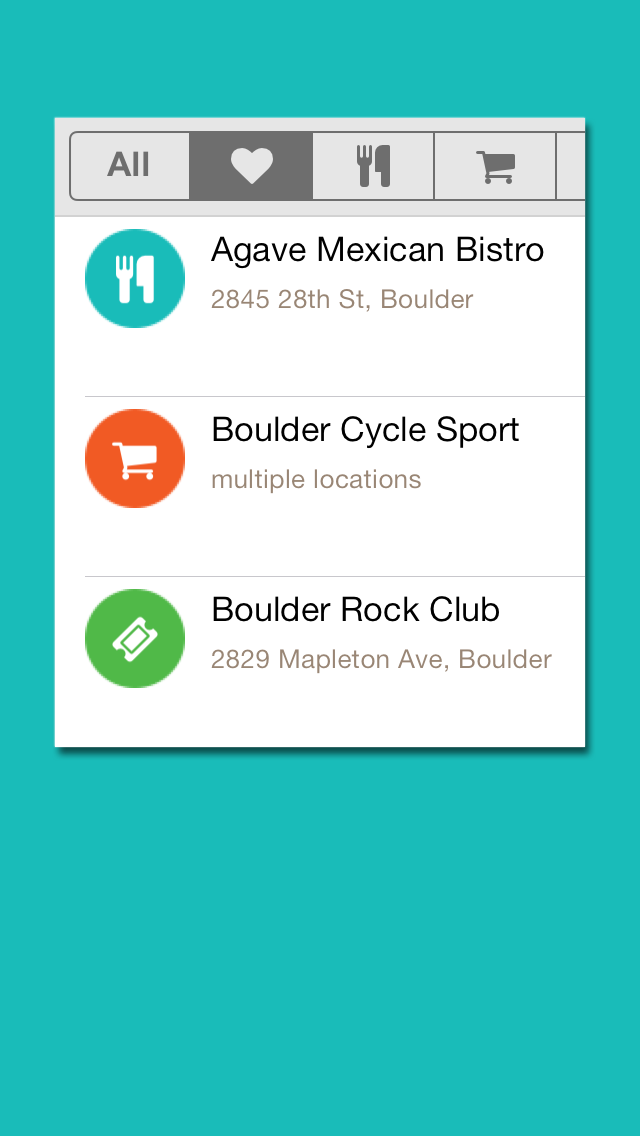 All
Agave Mexican Bistro
2845 28th St, Boulder
Boulder Cycle Sport
multiple locations
Boulder Rock Club
2829 Mapleton Ave, Boulder